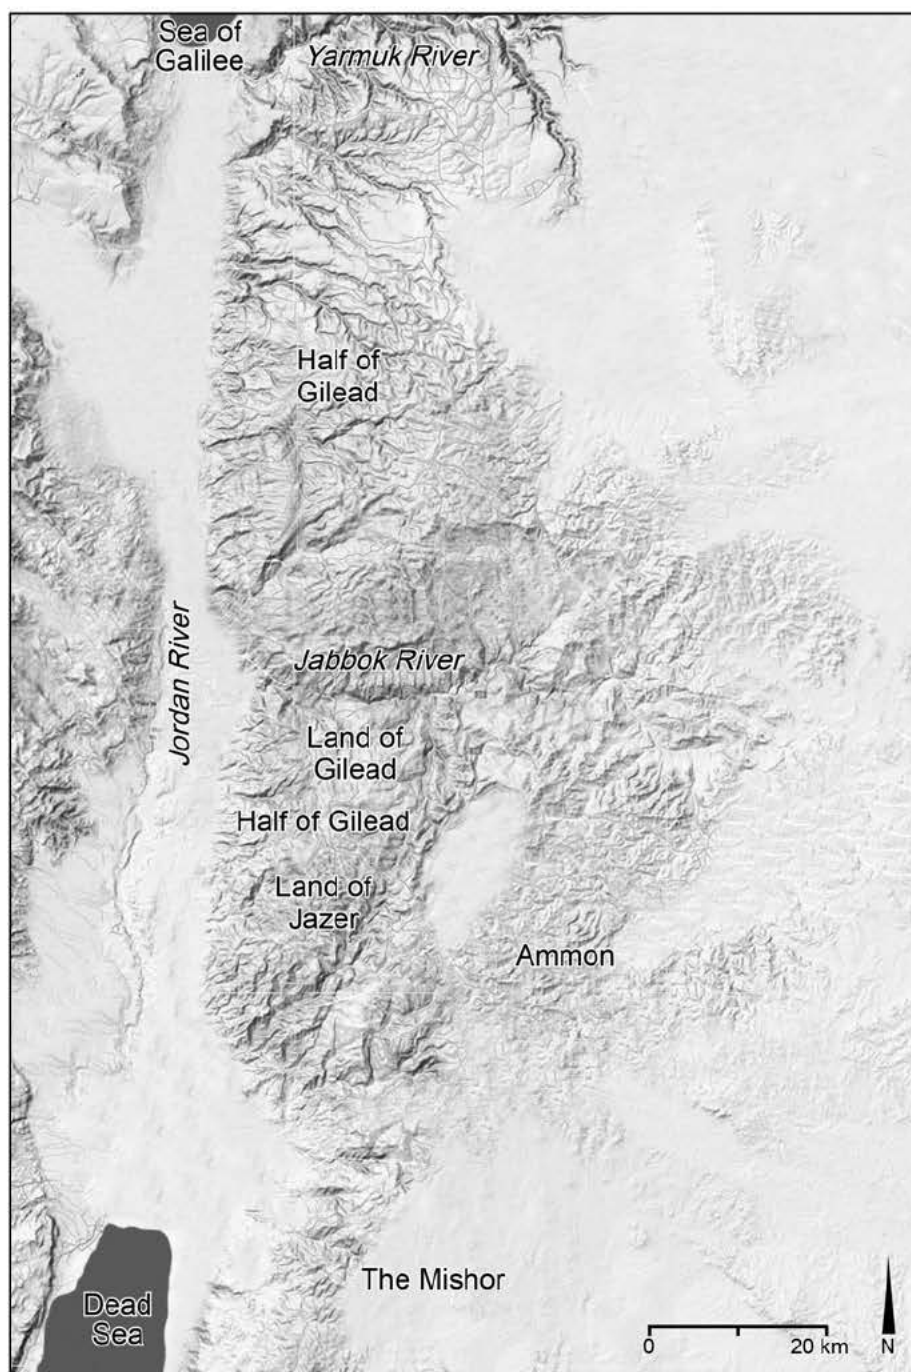 Sea of
Galilee
Yarmuk River
Half of
Gilead
Jordan River
Jabbok River
Land of
Gilead
Half of Gilead
Land of
Jazer
Ammon
The Mishor
Dead
Sea
0 20 km N